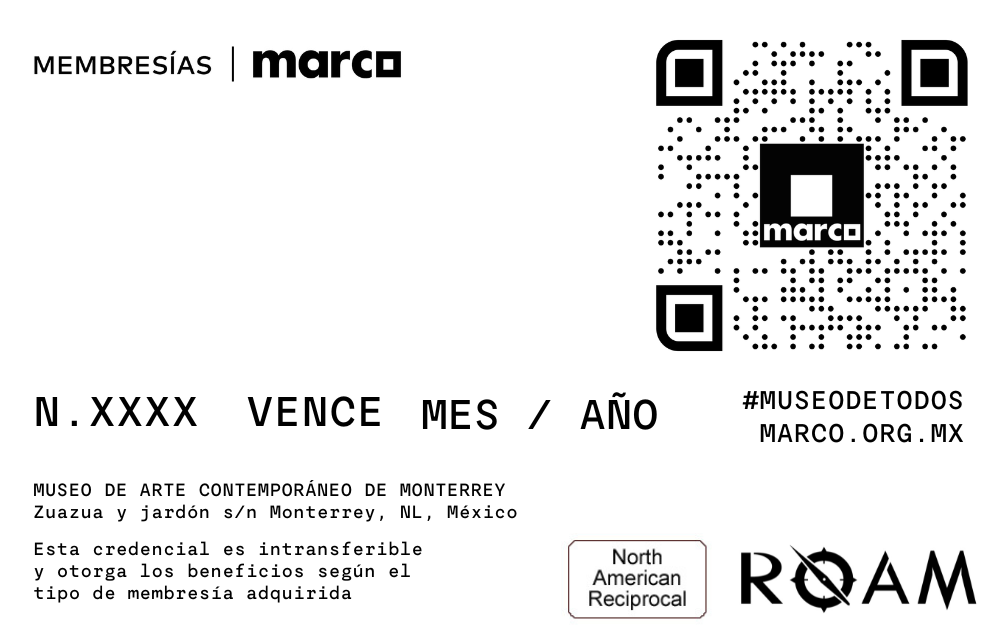 MEMBRESÍAS | marco
marco
N.XXXX VENCE MES / AÑO
#MUSEODETODOS
MARCO.ORG.MX
MUSEO DE ARTE CONTEMPORÁNEO DE MONTERREY
Zuazua y jardón s/n Monterrey, NL, México
Esta credencial es intransferible
y otorga los beneficios según el
tipo de membresía adquirida
North
American
Reciprocal
ROAM